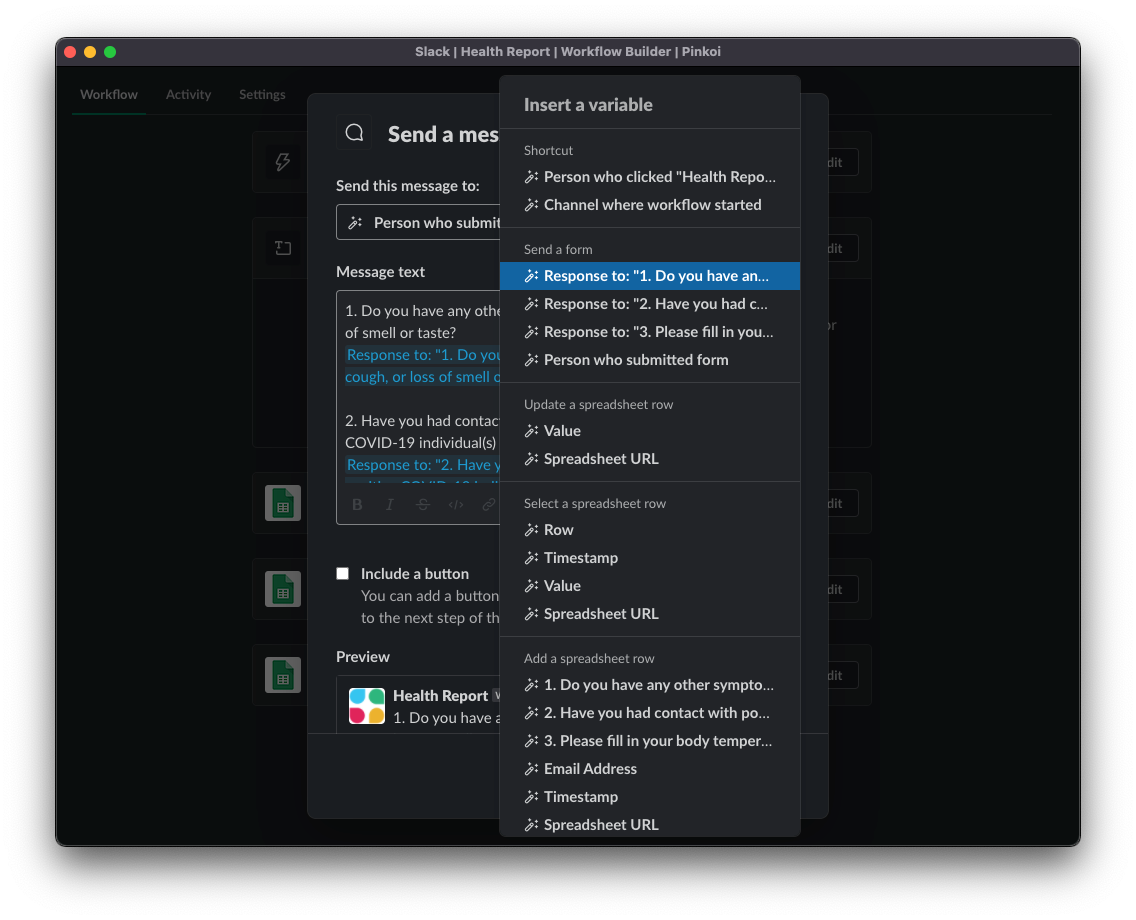 Slack | Health Report | Workflow Builder | Pinkoi
Workflow
Activity
Settings
Send a mes
Send this message to:
Person who submit
Message text
1. Do you have any othe
of smell or taste?
Response to: "1. Do you
cough, or loss of smell o
2. Have you had contac
COVID-19 individual(s)
Response to: "2. Have y
B I S </>
Include a button
You can add a button
to the next step of th
Preview
Health Report
1. Do you have a
Insert a variable
Shortcut
Person who clicked "Health Repo...
Channel where workflow started
Send a form
Response to: "1. Do you have an...
Response to: "2. Have you had c...
Response to: "3. Please fill in you...
Person who submitted form
Update a spreadsheet row
Value
Spreadsheet URL
Select a spreadsheet row
Row
Timestamp
Value
Spreadsheet URL
Add a spreadsheet row
1. Do you have any other sympto...
2. Have you had contact with po...
3. Please fill in your body temper...
Email Address
Timestamp
Spreadsheet URL
dit
dit
or
dit
dit
dit